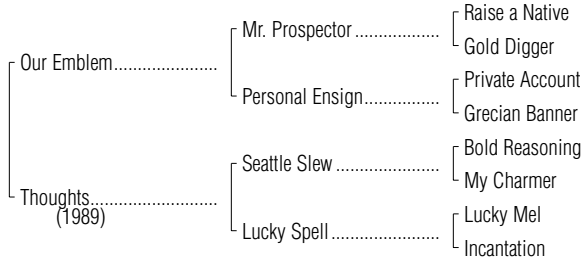 Raise a Native
Mr. Prospector ..................
Gold Digger
Our Emblem......................
Private Account
Personal Ensign................
Grecian Banner
Bold Reasoning
Seattle Slew ......................
My Charmer
Thoughts...........................
(1989)
Lucky Mel
Lucky Spell.......................
Incantation